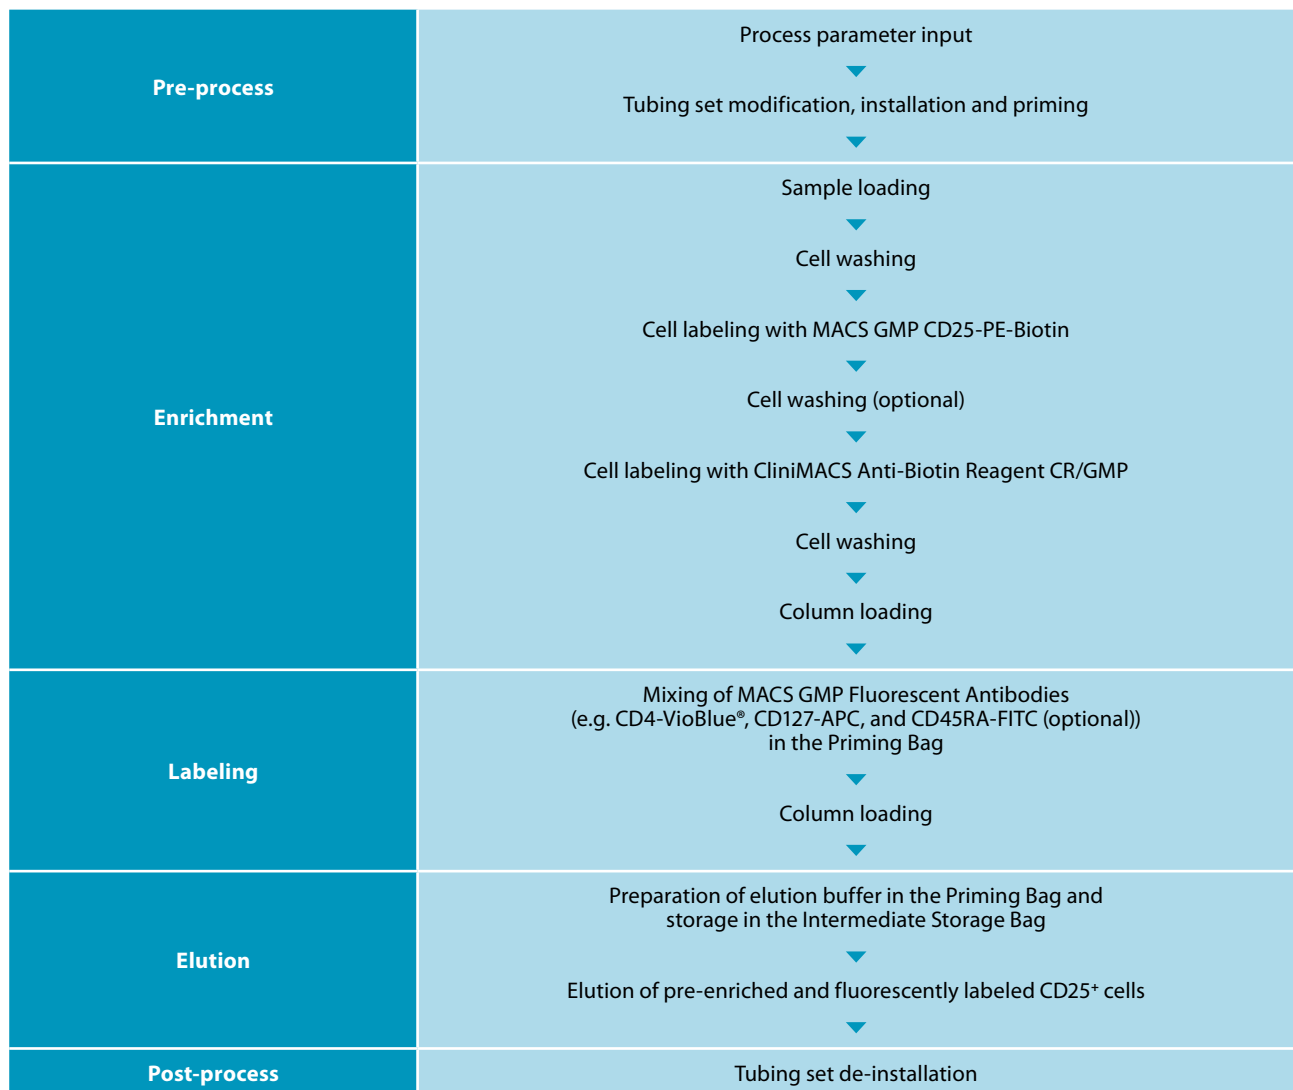 Pre-process
Process parameter input
Tubing set modification, installation and priming
Enrichment
Sample loading
Cell washing
Cell labeling with MACS GMP CD25-PE-Biotin
Cell washing (optional)
Cell labeling with CliniMACS Anti-Biotin Reagent CR/GMP
Cell washing
Column loading
Labeling
Mixing of MACS GMP Fluorescent Antibodies
(e.g. CD4-VioBlue®, CD127-APC, and CD45RA-FITC (optional))
in the Priming Bag
Column loading
Elution
Preparation of elution buffer in the Priming Bag and
storage in the Intermediate Storage Bag
Elution of pre-enriched and fluorescently labeled CD25⁺ cells
Post-process
Tubing set de-installation